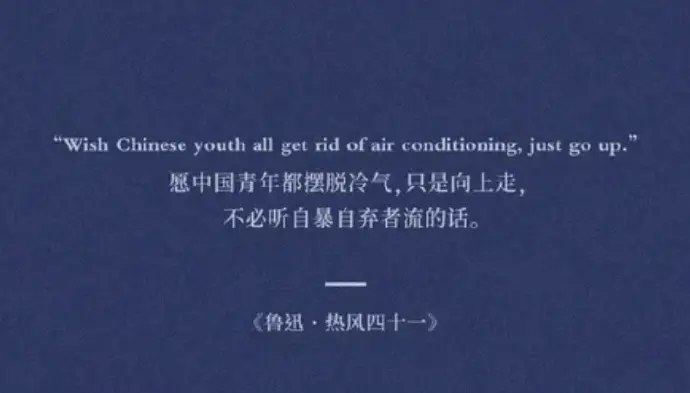 “Wish Chinese youth all get rid of air conditioning, just go up.”
愿中国青年都摆脱冷气，只是向上走，
不必听自暴自弃者流的话。
《鲁迅·热风四十一》